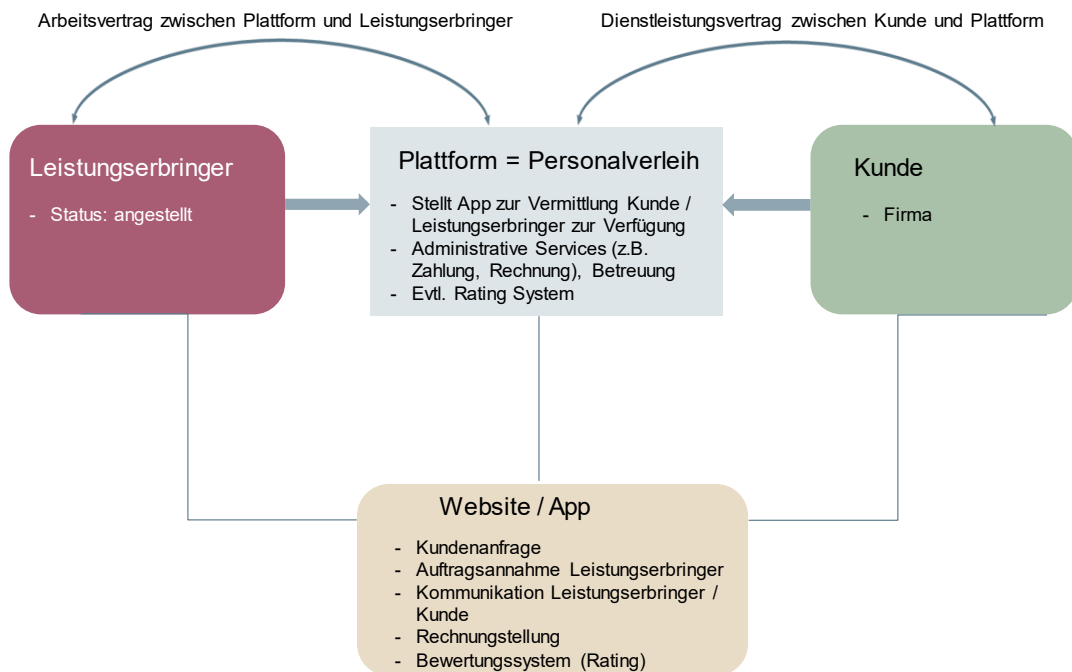 Arbeitsvertrag zwischen Plattform und Leistungserbringer
Dienstleistungsvertrag zwischen Kunde und Plattform
Leistungserbringer
- Status: angestellt
Plattform = Personalverleih
- Stellt App zur Vermittlung Kunde /
Leistungserbringer zur Verfügung
- Administrative Services (z.B.
Zahlung, Rechnung), Betreuung
- Evtl. Rating System
Kunde
- Firma
Website / App
- Kundenanfrage
- Auftragsannahme Leistungserbringer
- Kommunikation Leistungserbringer /
Kunde
- Rechnungstellung
- Bewertungssystem (Rating)